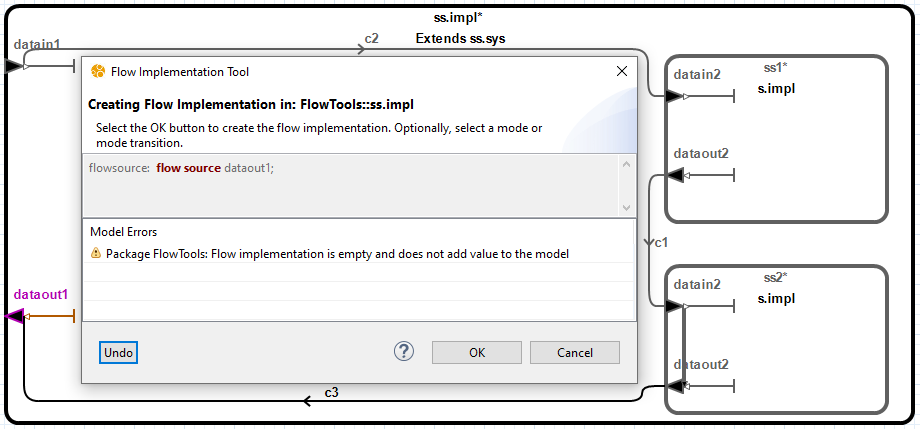 ss.impl*
datain1
c2
Extends ss.sys
Flow Implementation Tool
Creating Flow Implementation in: FlowTools::ss.impl
Select the OK button to create the flow implementation. Optionally, select a mode or
mode transition.
flowsource: flow source dataout1;
Model Errors
Package FlowTools: Flow implementation is empty and does not add value to the model
Undo
?
OK
Cancel
ss1*
datain2
s.impl
dataout2
c1
ss2*
datain2
s.impl
dataout2
dataout1
c3